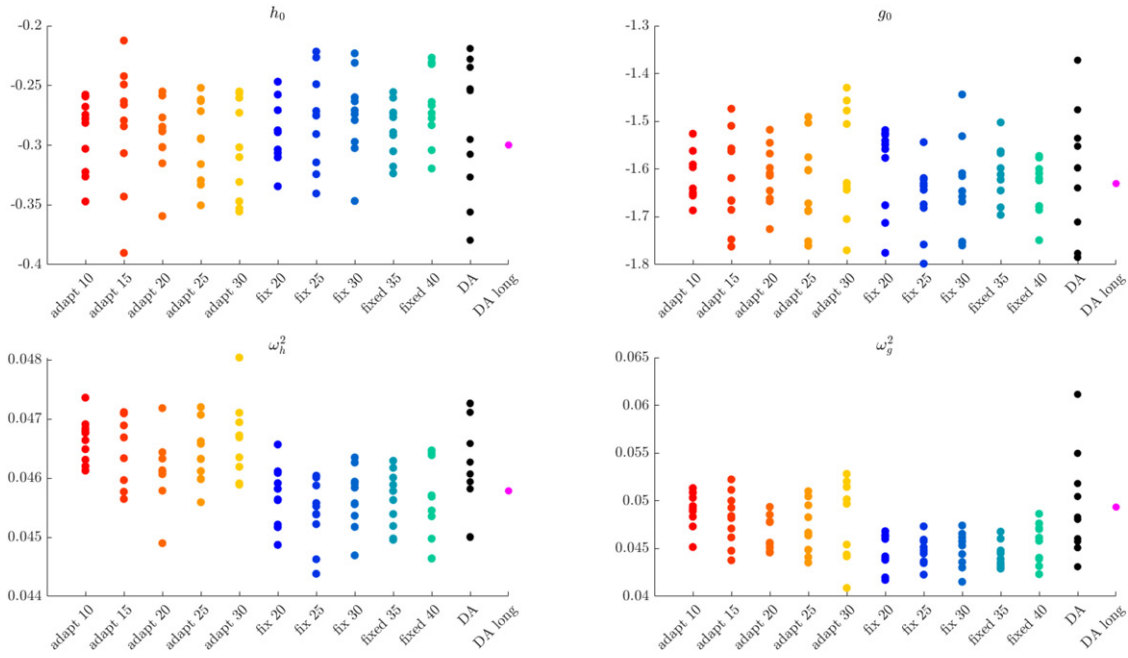 h₀
-0.2
-0.25
-0.3
-0.35
-0.4
adapt 10
adapt 15
adapt 20
adapt 25
adapt 30
fix 20
fix 25
fix 30
fixed 35
fixed 40
DA
DA long
g₀
-1.3
-1.4
-1.5
-1.6
-1.7
-1.8
adapt 10
adapt 15
adapt 20
adapt 25
adapt 30
fix 20
fix 25
fix 30
fixed 35
fixed 40
DA
DA long
ω²ₕ
0.048
0.047
0.046
0.045
0.044
adapt 10
adapt 15
adapt 20
adapt 25
adapt 30
fix 20
fix 25
fix 30
fixed 35
fixed 40
DA
DA long
ω_g²
0.065
0.06
0.055
0.05
0.045
0.04
adapt 10
adapt 15
adapt 20
adapt 25
adapt 30
fix 20
fix 25
fix 30
fixed 35
fixed 40
DA
DA long